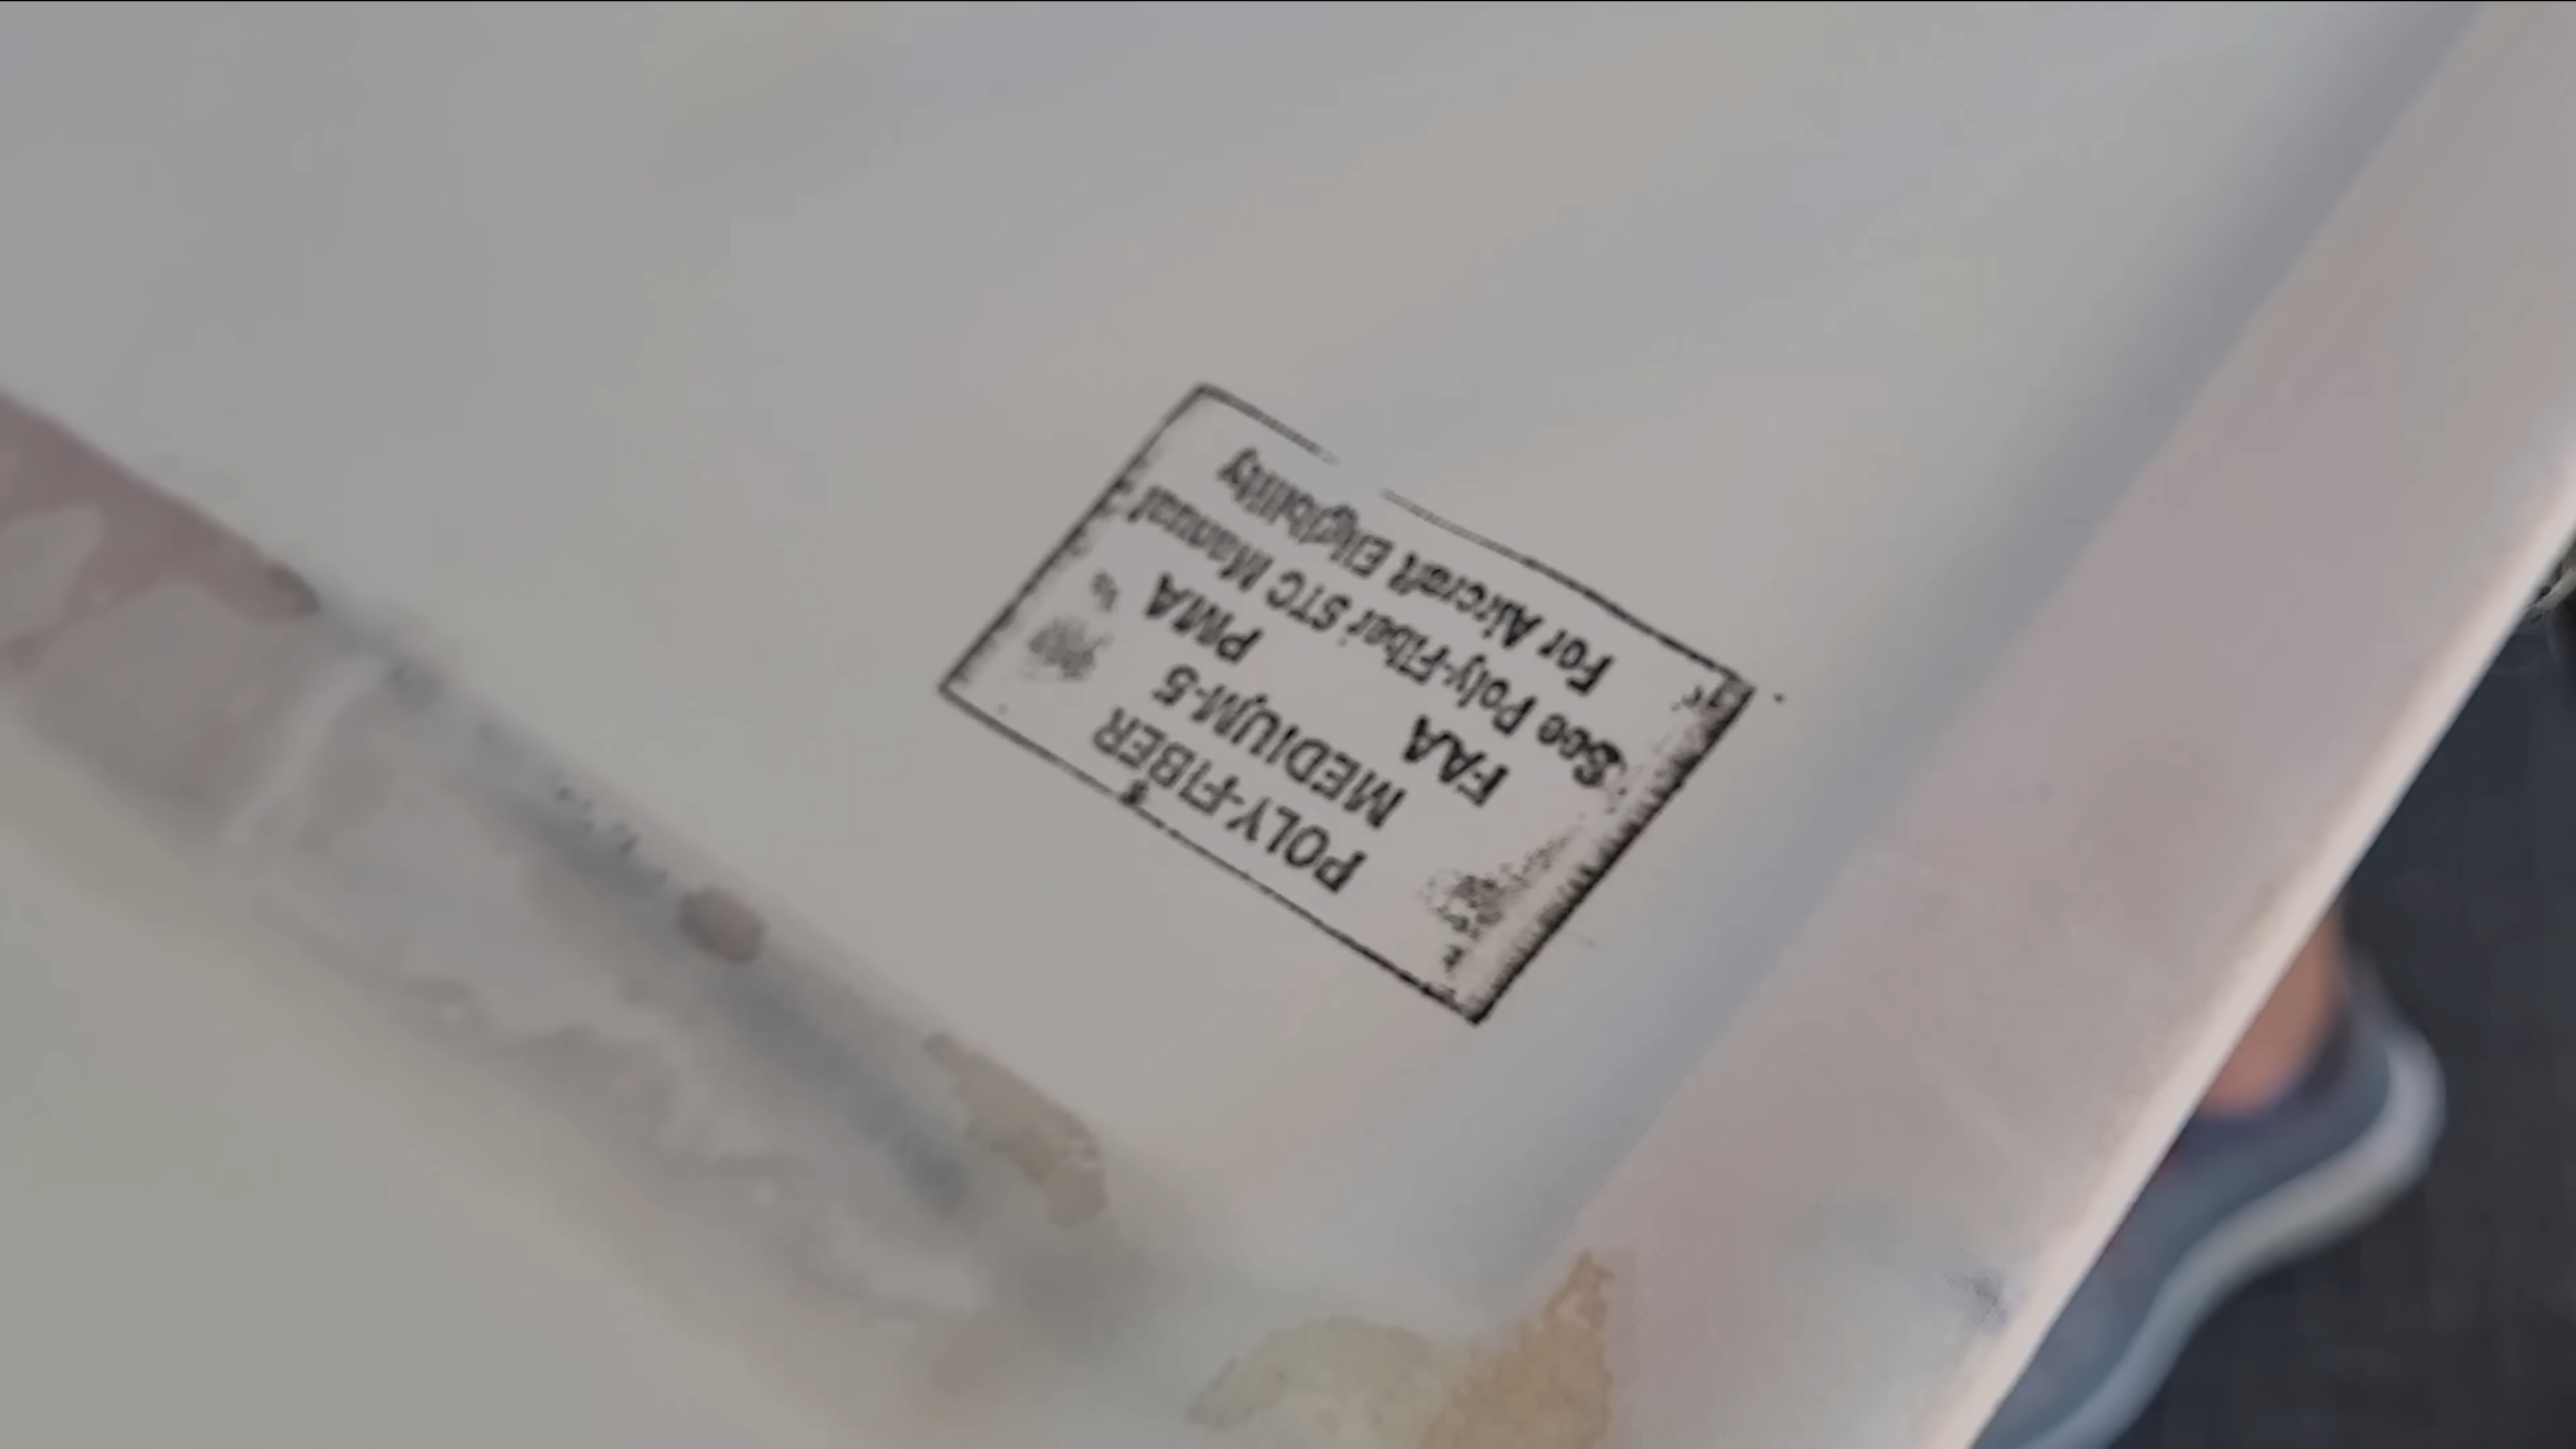 POLY-FIBER
MEDIUM-5
FAA PMA
See Poly-Fiber STC Manual
For Aircraft Eligibility